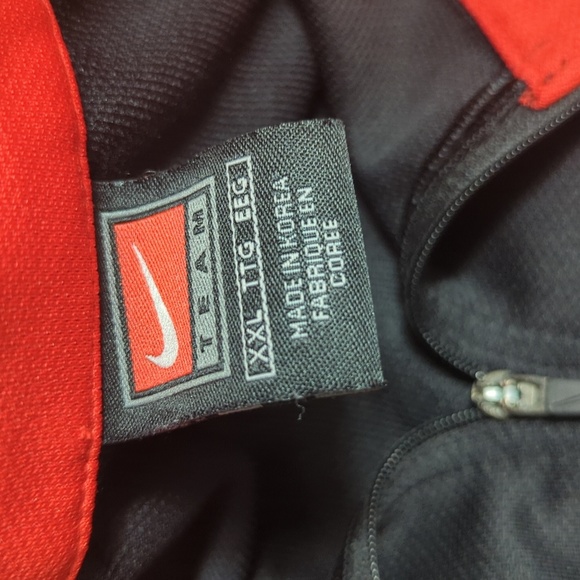 TEAM
XXL TTG EEG
MADE IN KOREA
FABRIQUE EN
COREE